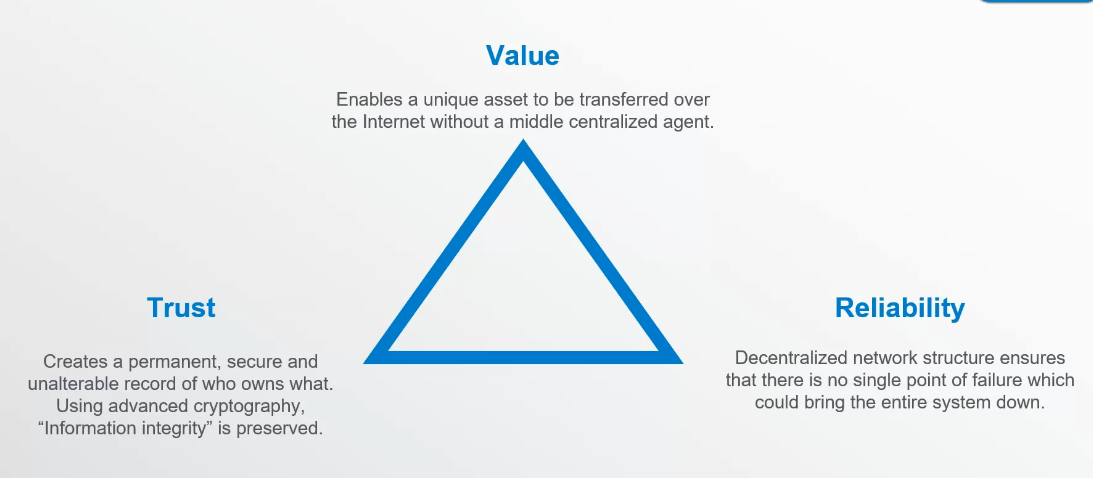 Value
Enables a unique asset to be transferred over
the Internet without a middle centralized agent.
Trust
Creates a permanent, secure and
unalterable record of who owns what.
Using advanced cryptography,
“Information integrity” is preserved.
Reliability
Decentralized network structure ensures
that there is no single point of failure which
could bring the entire system down.